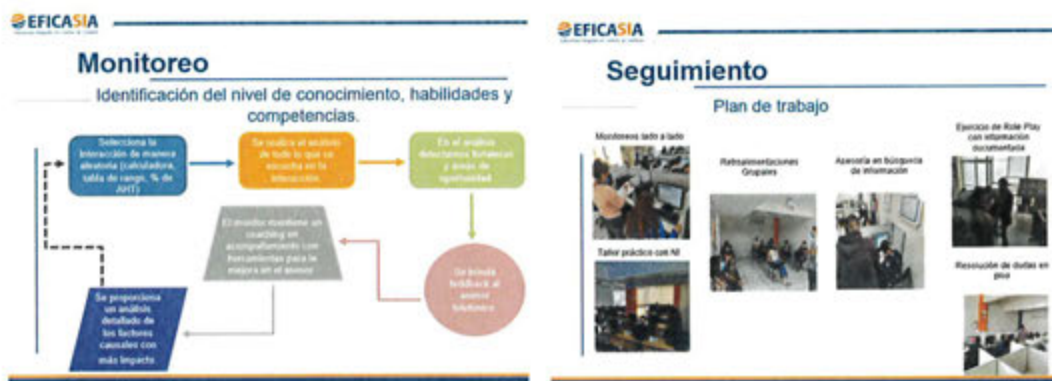 EFICASIA
Monitoreo
Identificación del nivel de conocimiento, habilidades y
competencias.
Selecciona la
interacción de manera
aleatoria (calculadora,
tabla de rango, % de
AHT)
Se realiza el análisis
de todo lo que se
escucha en la
interacción.
En el análisis
detectamos fortalezas
y áreas de
oportunidad
Se brinda
feedback al
asesor
telefónico
El monitor mantiene un
coaching en
acompañamiento con
herramientas para la
mejora en el asesor
Se proporciona
un análisis
detallado de
los factores
causales con
más impacto
EFICASIA
Seguimiento
Plan de trabajo
Monitoreos lado a lado
Retroalimentaciones
Grupales
Asesoría en búsqueda
de información
Ejercicio de Role Play
con información
documentada
Taller práctico con NI
Resolución de dudas en
piso